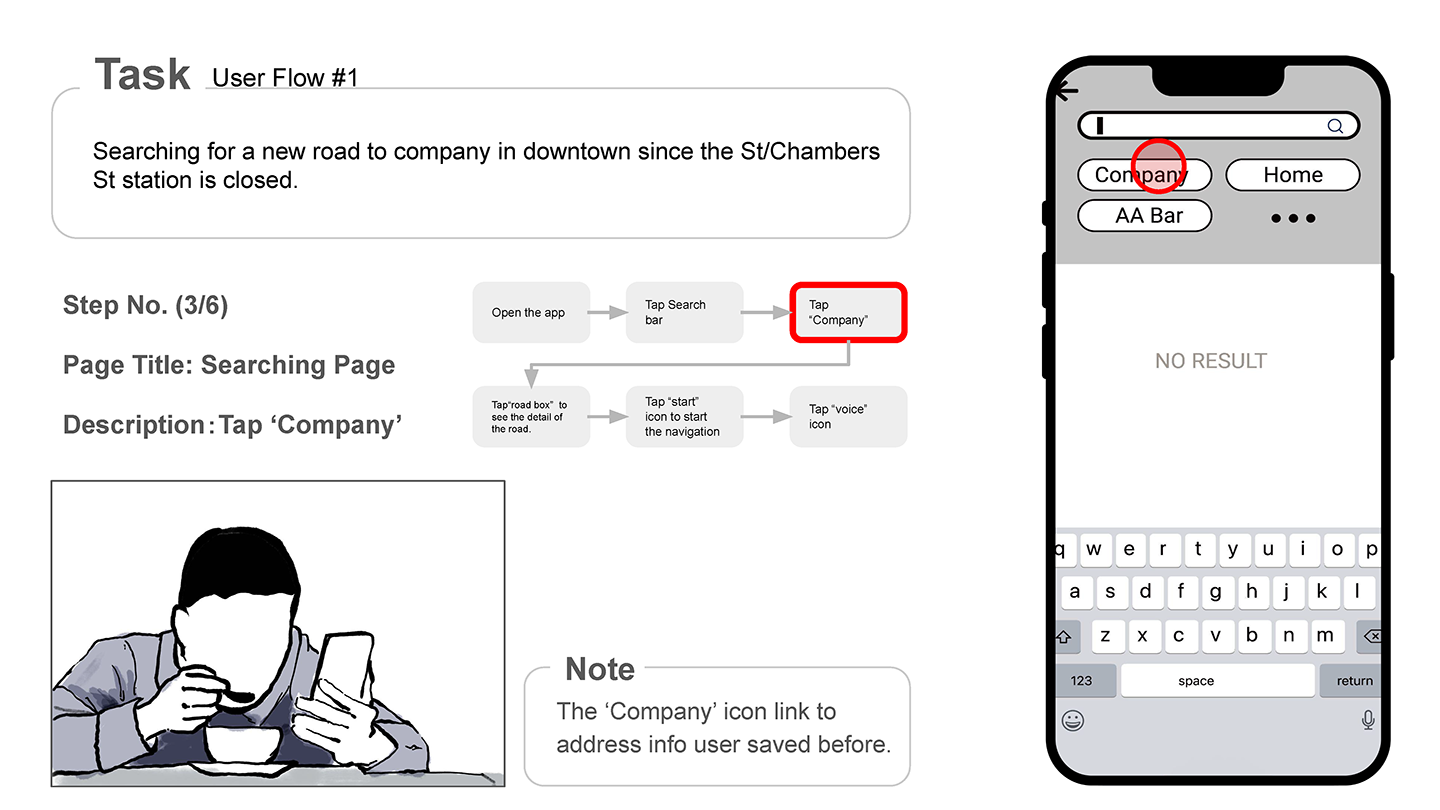 Task User Flow #1
Searching for a new road to company in downtown since the St/Chambers
St station is closed.
Step No. (3/6)
Page Title: Searching Page
Description:Tap ‘Company’
Open the app
Tap Search
bar
Tap
“Company”
Tap“road box” to
see the detail of
the road.
Tap “start”
icon to start
the navigation
Tap “voice”
icon
Note
The ‘Company’ icon link to
address info user saved before.
Company Home
AA Bar
NO RESULT
q w e r t y u i o p
a s d f g h j k l
z x c v b n m
123 space return